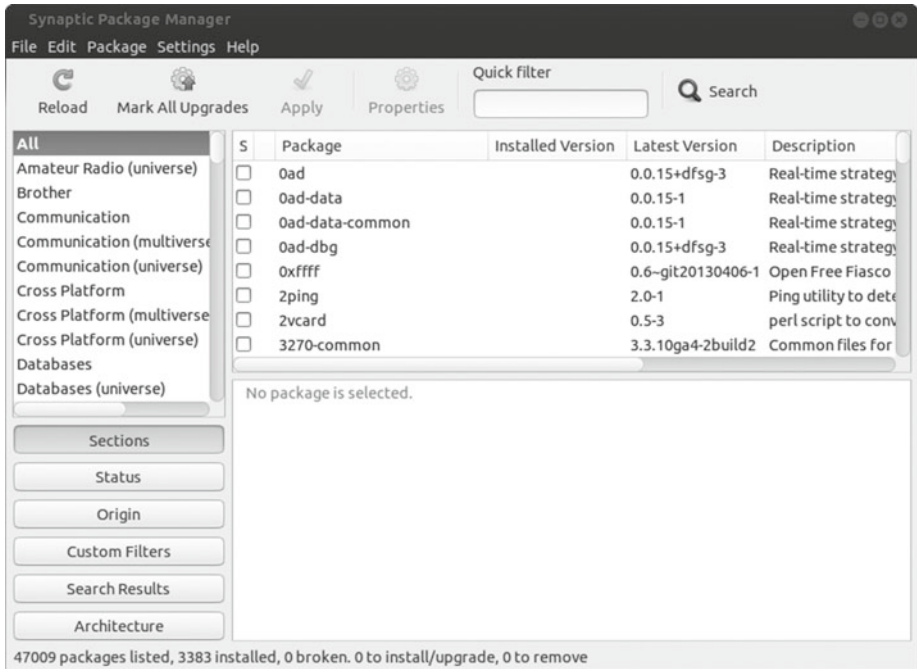 Synaptic Package Manager
File Edit Package Settings Help
Reload
Mark All Upgrades
Apply
Properties
Quick filter
Search
All
Amateur Radio (universe)
Brother
Communication
Communication (multiverse
Communication (universe)
Cross Platform
Cross Platform (multiverse
Cross Platform (universe)
Databases
Databases (universe)
S Package Installed Version Latest Version Description
0ad 0.0.15+dfsg-3 Real-time strategy
0ad-data 0.0.15-1 Real-time strategy
0ad-data-common 0.0.15-1 Real-time strategy
0ad-dbg 0.0.15+dfsg-3 Real-time strategy
0xffff 0.6~git20130406-1 Open Free Fiasco
2ping 2.0-1 Ping utility to dete
2vcard 0.5-3 perl script to conv
3270-common 3.3.10ga4-2build2 Common files for
No package is selected.
Sections
Status
Origin
Custom Filters
Search Results
Architecture
47009 packages listed, 3383 installed, 0 broken. 0 to install/upgrade, 0 to remove